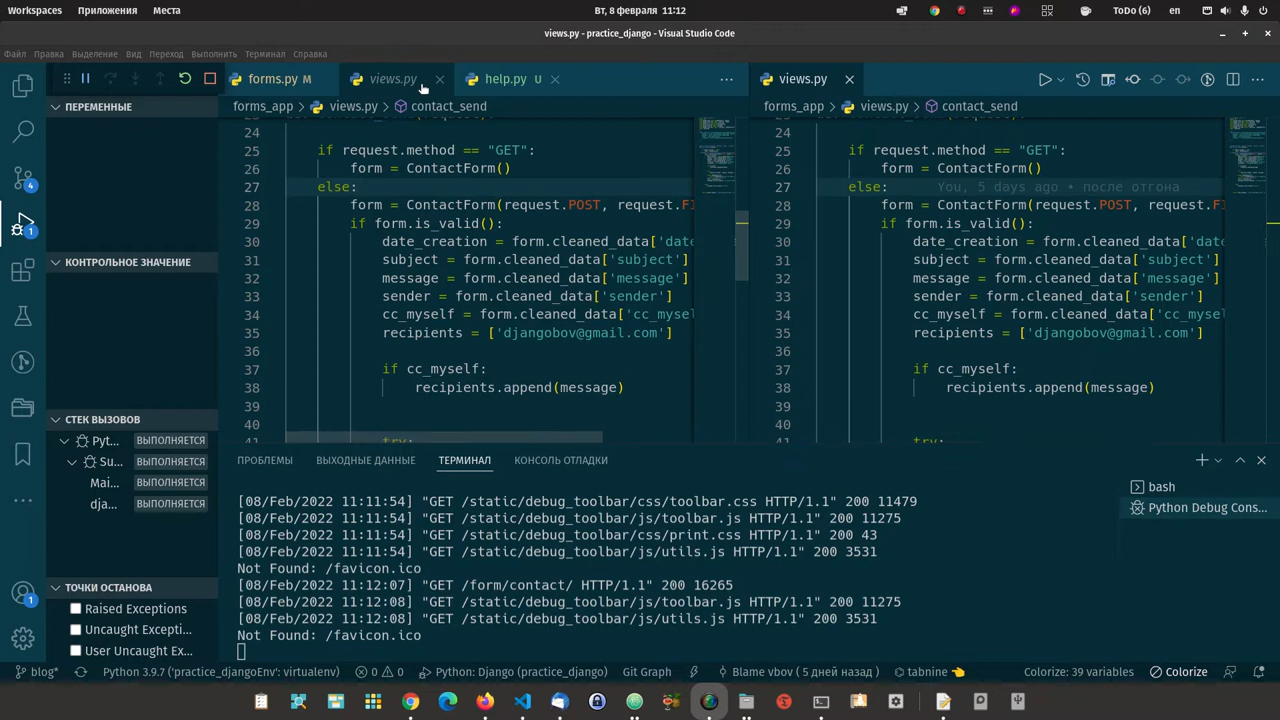 Workspaces Приложения Места Вт, 8 февраля 11:12 ToDo (6) en
views.py - practice_django - Visual Studio Code
Файл Правка Выделение Вид Переход Выполнить Терминал Справка
forms.py M views.py help.py U views.py
ПЕРЕМЕННЫЕ
forms_app views.py contact_send
forms_app views.py contact_send
24
25 if request.method == "GET":
26 form = ContactForm()
27 else:
28 form = ContactForm(request.POST, request.FI
29 if form.is_valid():
30 date_creation = form.cleaned_data['date
31 subject = form.cleaned_data['subject']
32 message = form.cleaned_data['message']
33 sender = form.cleaned_data['sender']
34 cc_myself = form.cleaned_data['cc_myse
35 recipients = ['djangobov@gmail.com']
36
37 if cc_myself:
38 recipients.append(message)
39
40
41 try:
24
25 if request.method == "GET":
26 form = ContactForm()
27 else: You, 5 days ago • после отгона
28 form = ContactForm(request.POST, request.FI
29 if form.is_valid():
30 date_creation = form.cleaned_data['date
31 subject = form.cleaned_data['subject']
32 message = form.cleaned_data['message']
33 sender = form.cleaned_data['sender']
34 cc_myself = form.cleaned_data['cc_myse
35 recipients = ['djangobov@gmail.com']
36
37 if cc_myself:
38 recipients.append(message)
39
40
41 try:
КОНТРОЛЬНОЕ ЗНАЧЕНИЕ
СТЕК ВЫЗОВОВ
Pyt... ВЫПОЛНЯЕТСЯ
Su... ВЫПОЛНЯЕТСЯ
Mai... ВЫПОЛНЯЕТСЯ
dja... ВЫПОЛНЯЕТСЯ
ТОЧКИ ОСТАНОВА
Raised Exceptions
Uncaught Excepti...
User Uncaught Ex...
4
1
1
ПРОБЛЕМЫ ВЫХОДНЫЕ ДАННЫЕ ТЕРМИНАЛ КОНСОЛЬ ОТЛАДКИ
[08/Feb/2022 11:11:54] "GET /static/debug_toolbar/css/toolbar.css HTTP/1.1" 200 11479
[08/Feb/2022 11:11:54] "GET /static/debug_toolbar/js/toolbar.js HTTP/1.1" 200 11275
[08/Feb/2022 11:11:54] "GET /static/debug_toolbar/css/print.css HTTP/1.1" 200 43
[08/Feb/2022 11:11:54] "GET /static/debug_toolbar/js/utils.js HTTP/1.1" 200 3531
Not Found: /favicon.ico
[08/Feb/2022 11:12:07] "GET /form/contact/ HTTP/1.1" 200 16265
[08/Feb/2022 11:12:08] "GET /static/debug_toolbar/js/toolbar.js HTTP/1.1" 200 11275
[08/Feb/2022 11:12:08] "GET /static/debug_toolbar/js/utils.js HTTP/1.1" 200 3531
Not Found: /favicon.ico
bash
Python Debug Cons...
blog* Python 3.9.7 ('practice_djangoEnv': virtualenv) 0 0 Python: Django (practice_django) Git Graph Blame vbov ( 5 дней назад ) tabnine Colorize: 39 variables Colorize